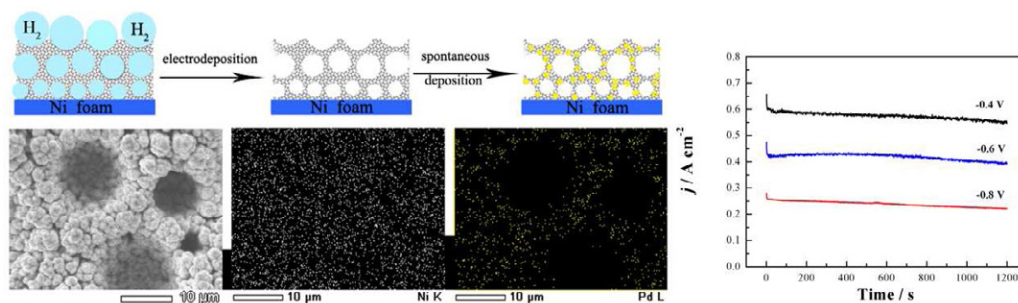 H2
H2
electrodeposition
spontaneous
deposition
Ni foam
Ni foam
Ni foam
10 µm
10 µm
Ni K
10 µm
Pd L
j / A cm-2
0.8
0.7
0.6
0.5
0.4
0.3
0.2
0.1
0.0
-0.4 V
-0.6 V
-0.8 V
0
200
400
600
800
1000
1200
Time / s